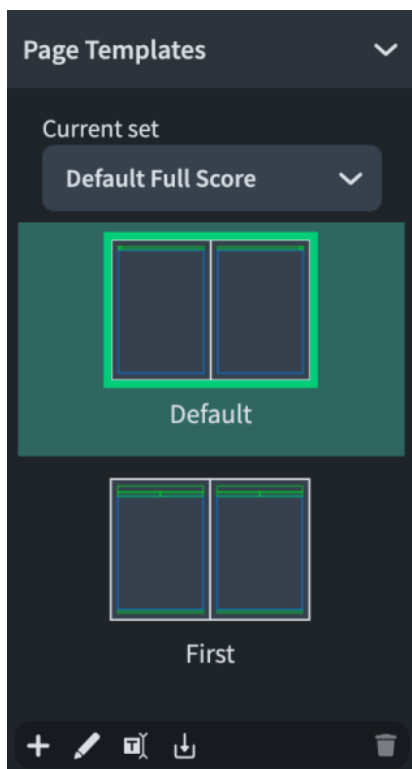 Page Templates
Current set
Default Full Score
Default
First